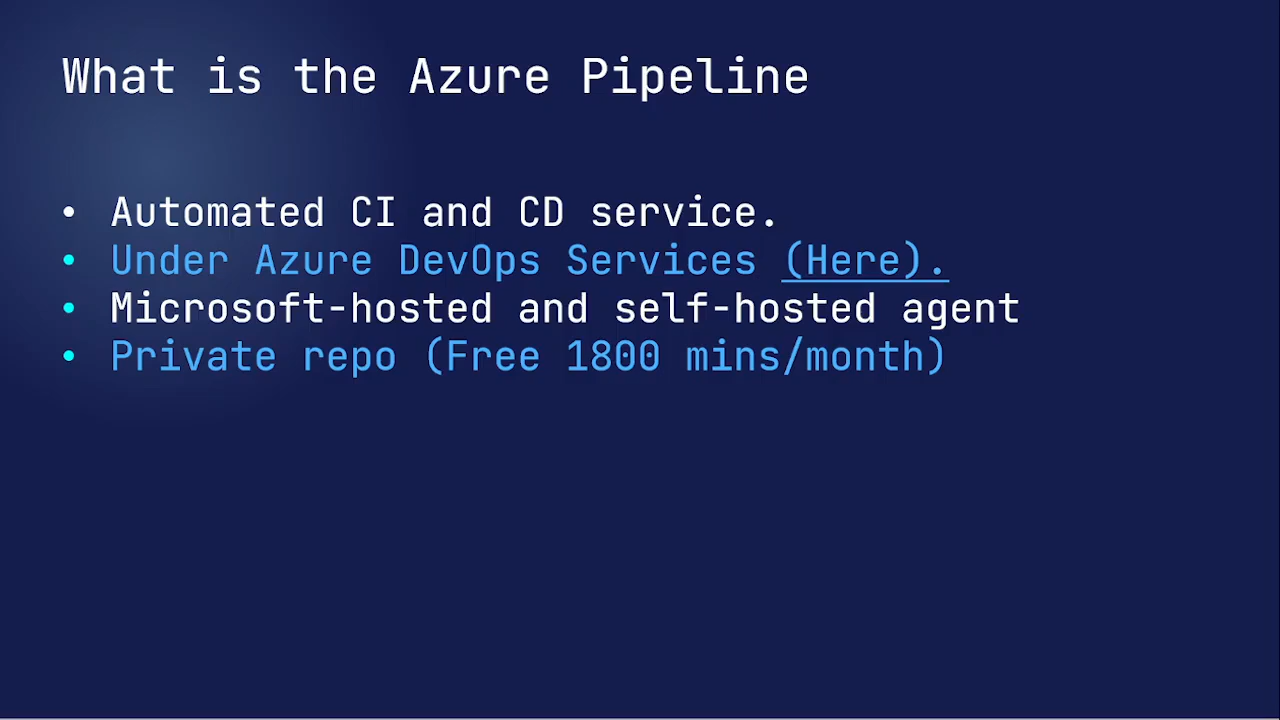 What is the Azure Pipeline
• Automated CI and CD service.
• Under Azure DevOps Services (Here).
• Microsoft-hosted and self-hosted agent
• Private repo (Free 1800 mins/month)